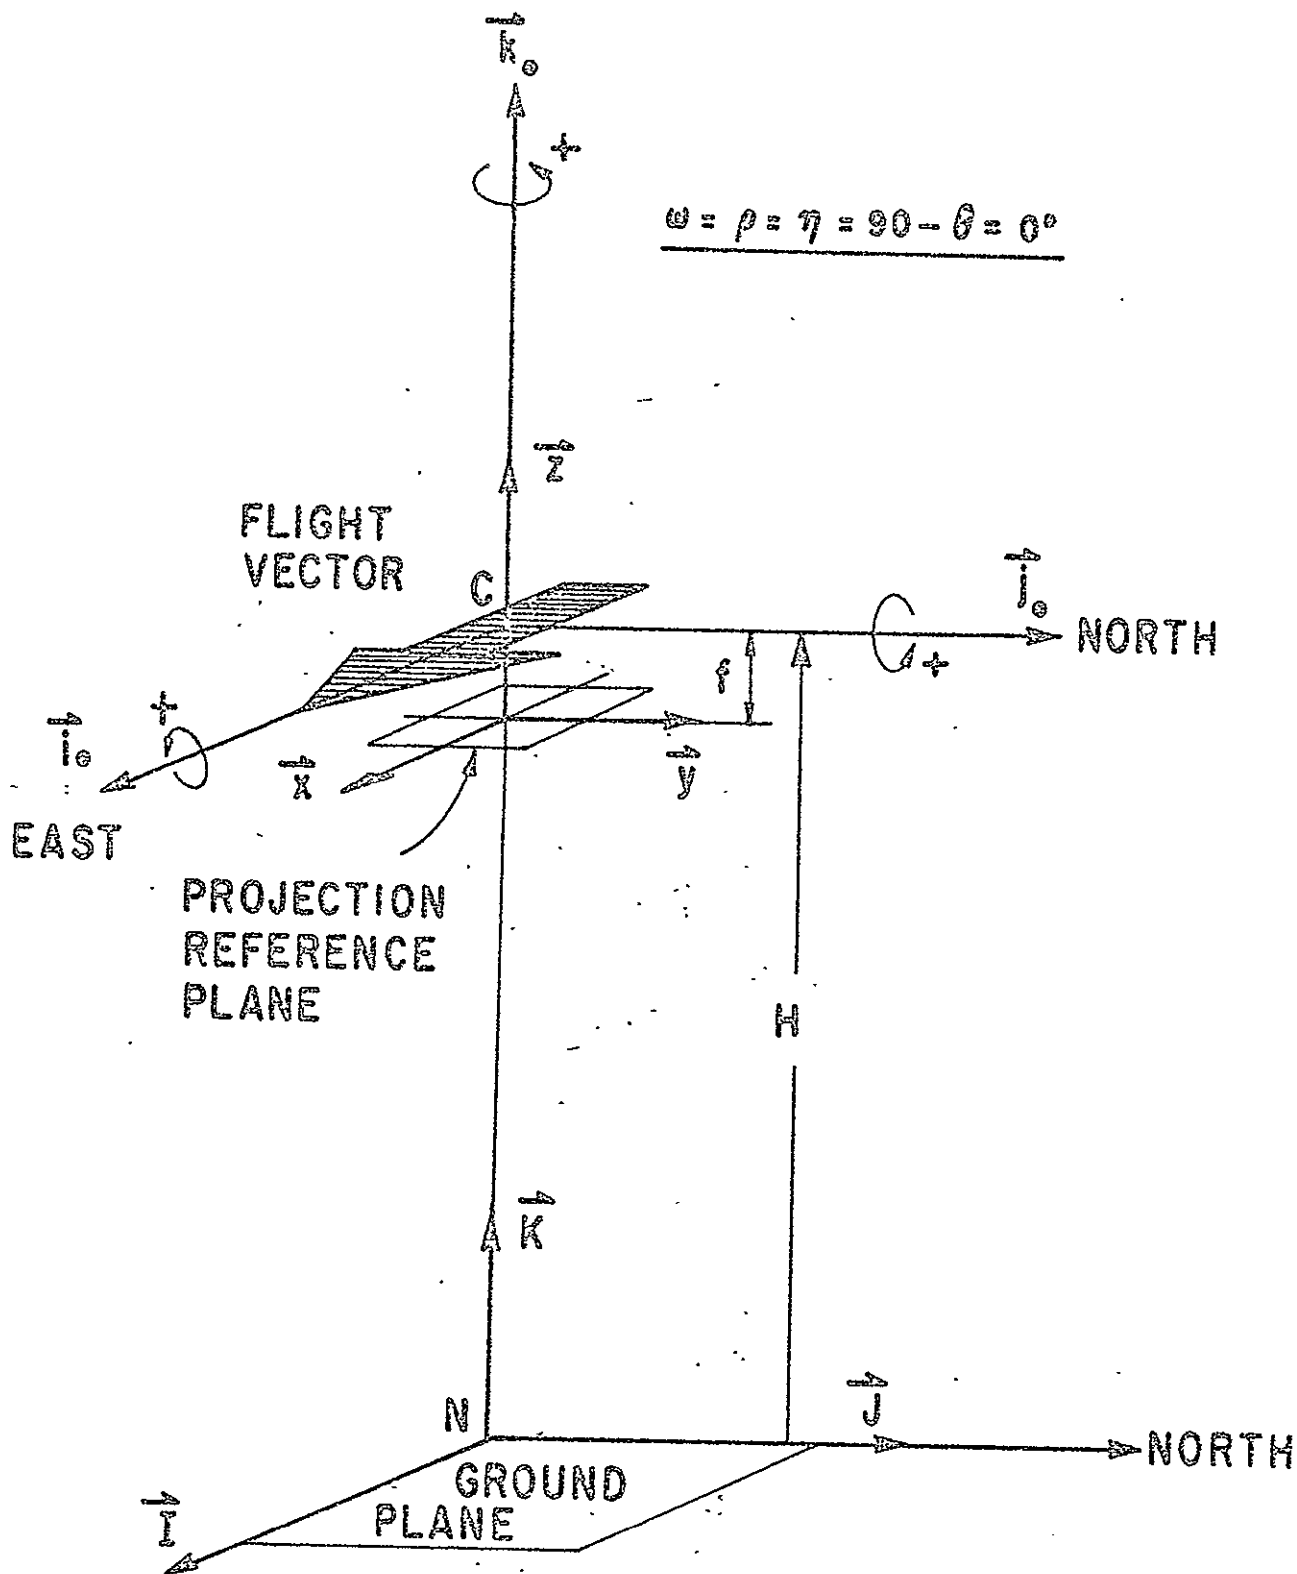 k₀
+
ω = ρ = η = 90 - θ = 0°
z
FLIGHT
VECTOR
C
j₀
NORTH
+
f
+
i₀
x
y
EAST
PROJECTION
REFERENCE
PLANE
H
K
N
J
NORTH
GROUND
PLANE
I